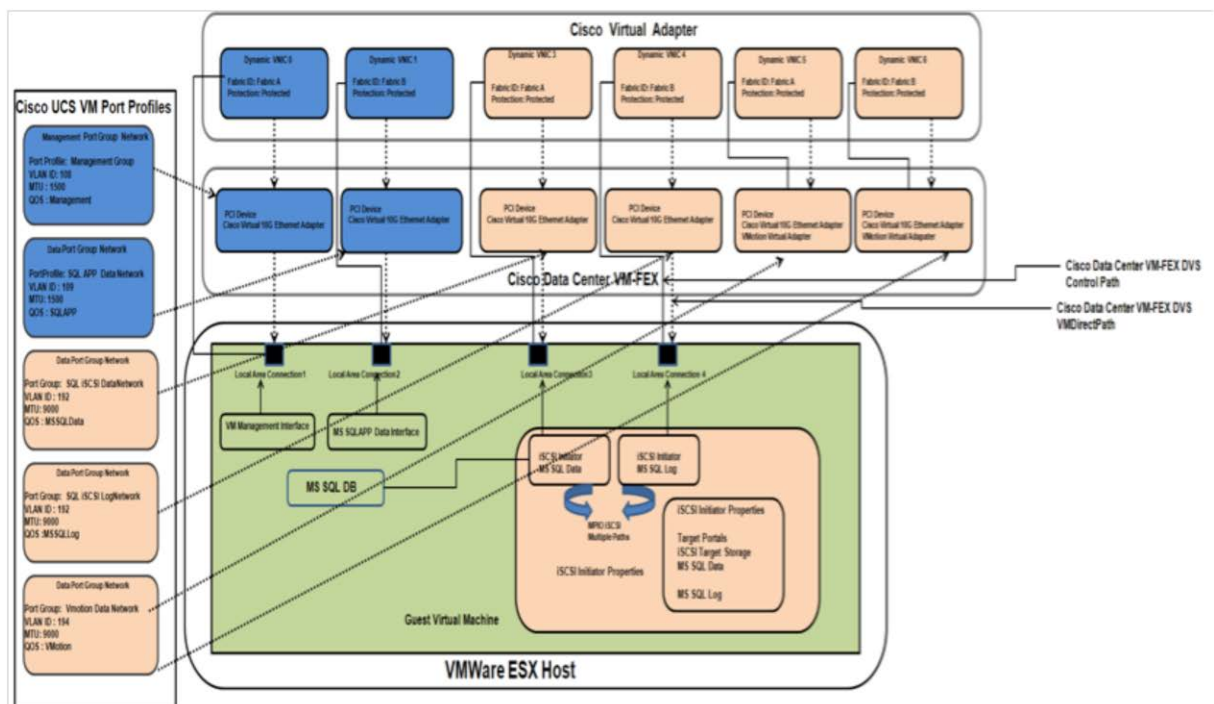 Cisco Virtual Adapter
Dynamic VNIC 0
Fabric ID: Fabric A
Protection: Protected
Dynamic VNIC 1
Fabric ID: Fabric B
Protection: Protected
Dynamic VNIC 3
Fabric ID: Fabric A
Protection: Protected
Dynamic VNIC 4
Fabric ID: Fabric B
Protection: Protected
Dynamic VNIC 5
Fabric ID: Fabric A
Protection: Protected
Dynamic VNIC
Fabric ID: Fabric B
Protection: Protected
Cisco UCS VM Port Profiles
Management Port Group Network
Port Profile: Management Group
VLAN ID: 108
MTU : 1500
QOS : Management
Data Port Group Network
PortProfile: SQL APP Data Network
VLAN ID : 109
MTU: 1500
QOS : SQLAPP
Data Port Group Network
Port Group: SQL iSCSI DataNetwork
VLAN ID : 192
MTU: 9000
QOS : MSSQLData
Data Port Group Network
Port Group: SQL iSCSI LogNetwork
VLAN ID : 192
MTU: 9000
QOS :MSSQLLog
Data Port Group Network
Port Group: Vmotion Data Network
VLAN ID : 194
MTU: 9000
QOS : VMotion
PCI Device
Cisco Virtual 10G Ethernet Adapter
PCI Device
Cisco Virtual 10G Ethernet Adapter
PCI Device
Cisco Virtual 10G Ethernet Adapter
PCI Device
Cisco Virtual 10G Ethernet Adapter
PCI Device
Cisco Virtual 10G Ethernet Adapter
VMotion Virtual Adapter
PCI Device
Cisco Virtual 10G Ethernet Adapter
VMotion Virtual Adapater
Cisco Data Center VM-FEX
Cisco Data Center VM-FEX DVS
Control Path
Cisco Data Center VM-FEX DVS
VMDirectPath
Local Area Connection1
Local Area Connection2
Local Area Connection3
Local Area Connection 4
VM Management Interface
MS SQLAPP Data Interface
MS SQL DB
iSCSI Initiator
MS SQL Data
iSCSI Initiator
MS SQL Log
MPIO iSCSI
Multiple Paths
iSCSI Initiator Properties
iSCSI Initiator Properties
Target Portals
iSCSI Target Storage
MS SQL Data
MS SQL Log
Guest Virtual Machine
VMWare ESX Host